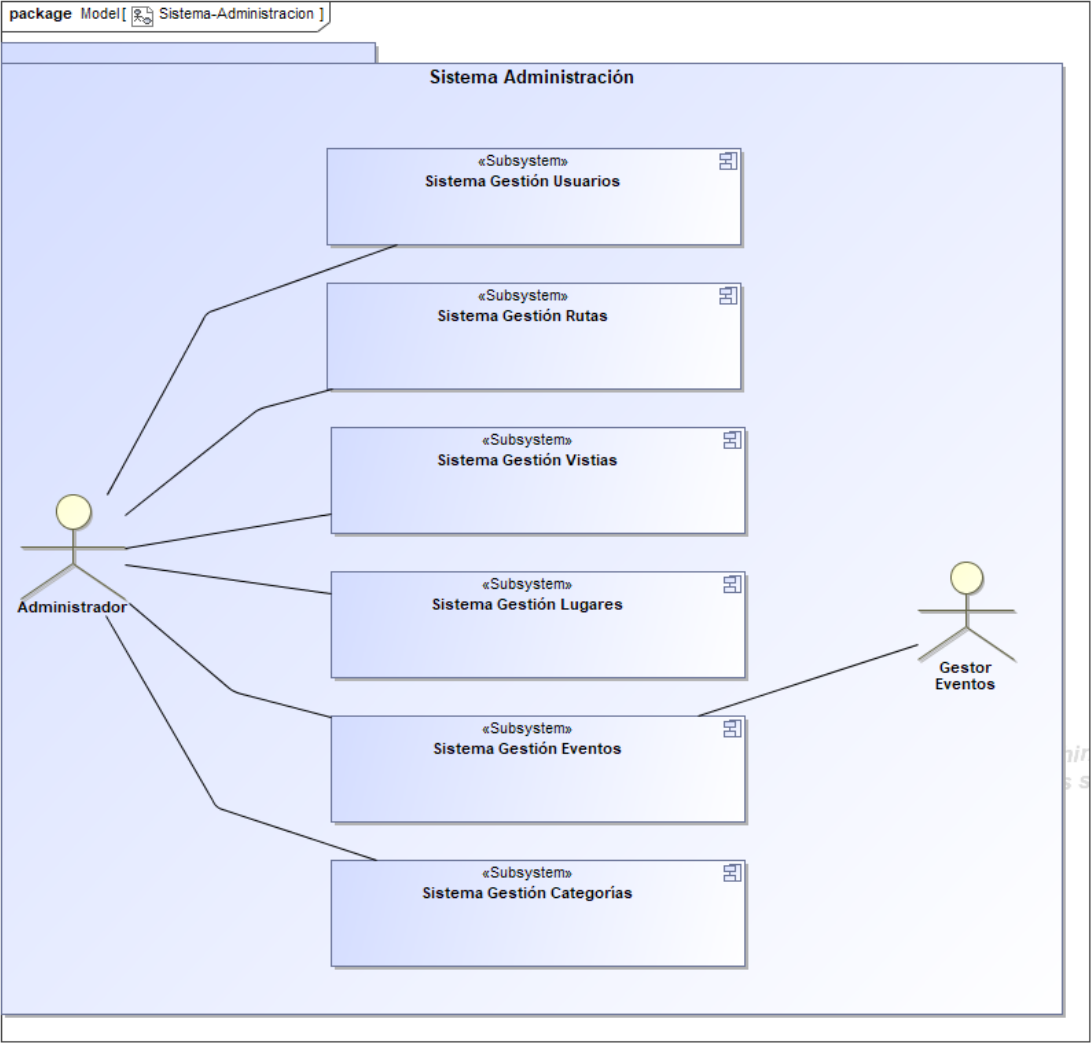 package Model[ Sistema-Administracion ]
Sistema Administración
«Subsystem»
Sistema Gestión Usuarios
«Subsystem»
Sistema Gestión Rutas
«Subsystem»
Sistema Gestión Vistias
«Subsystem»
Sistema Gestión Lugares
Administrador
Gestor
Eventos
«Subsystem»
Sistema Gestión Eventos
«Subsystem»
Sistema Gestión Categorías